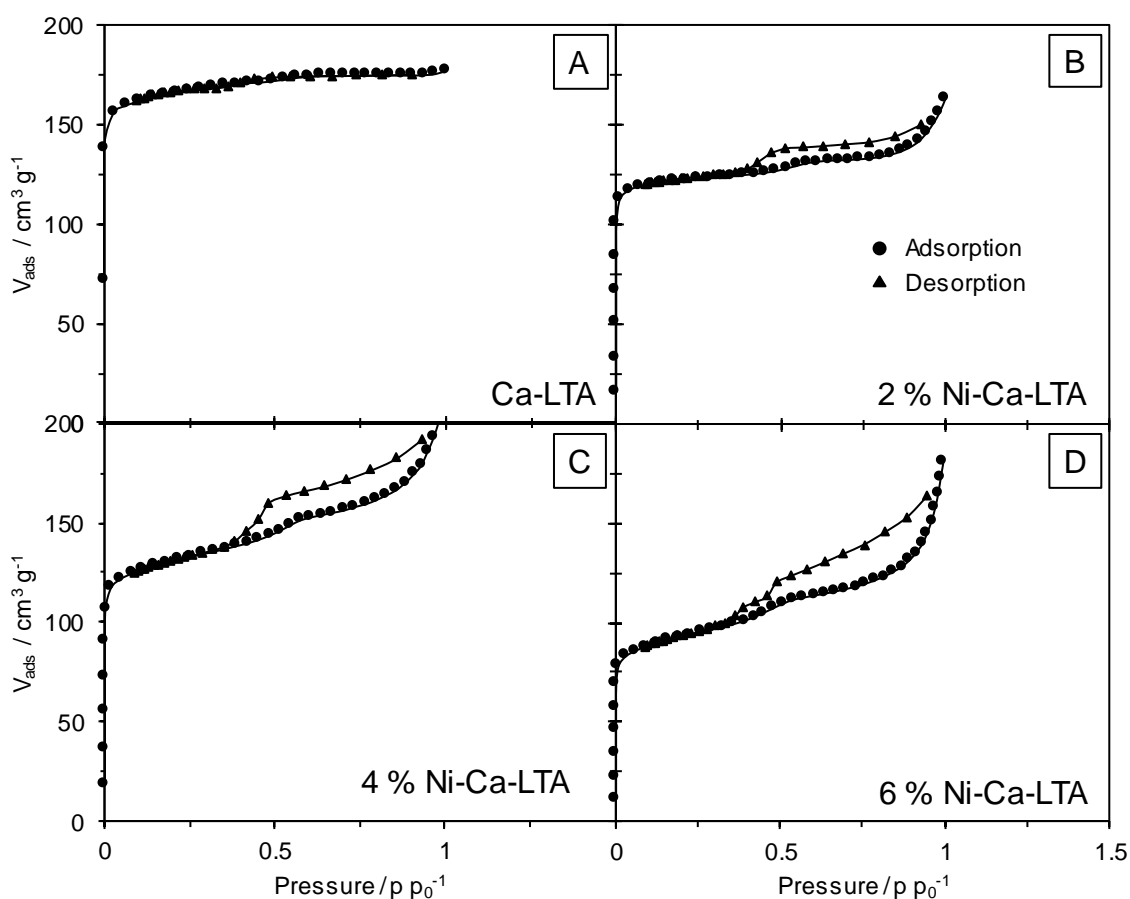 200
150
100
50
0
V_ads / cm³ g⁻¹
A
Ca-LTA
B
Adsorption
Desorption
2 % Ni-Ca-LTA
200
150
100
50
0
V_ads / cm³ g⁻¹
C
4 % Ni-Ca-LTA
0 0.5 1
Pressure / p p₀⁻¹
D
6 % Ni-Ca-LTA
0 0.5 1 1.5
Pressure / p p₀⁻¹